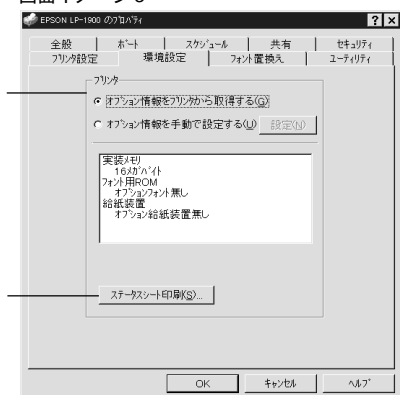 EPSON LP-1900 のﾌﾟﾛﾊﾟﾃｨ
全般 ﾎﾟｰﾄ ｽｹｼﾞｭｰﾙ 共有 ｾｷｭﾘﾃｨ
ﾌﾟﾘﾝﾀ設定 環境設定 ﾌｫﾝﾄ置換え ﾕｰﾃｨﾘﾃｨ
ﾌﾟﾘﾝﾀ
ｵﾌﾟｼｮﾝ情報をﾌﾟﾘﾝﾀから取得する(G)
ｵﾌﾟｼｮﾝ情報を手動で設定する(U) 設定(N)
実装ﾒﾓﾘ
16ﾒｶﾞﾊﾞｲﾄ
ﾌｫﾝﾄ用ROM
ｵﾌﾟｼｮﾝﾌｫﾝﾄ無し
給紙装置
ｵﾌﾟｼｮﾝ給紙装置無し
ｽﾃｰﾀｽｼｰﾄ印刷(S)...
OK ｷｬﾝｾﾙ ﾍﾙﾌﾟ